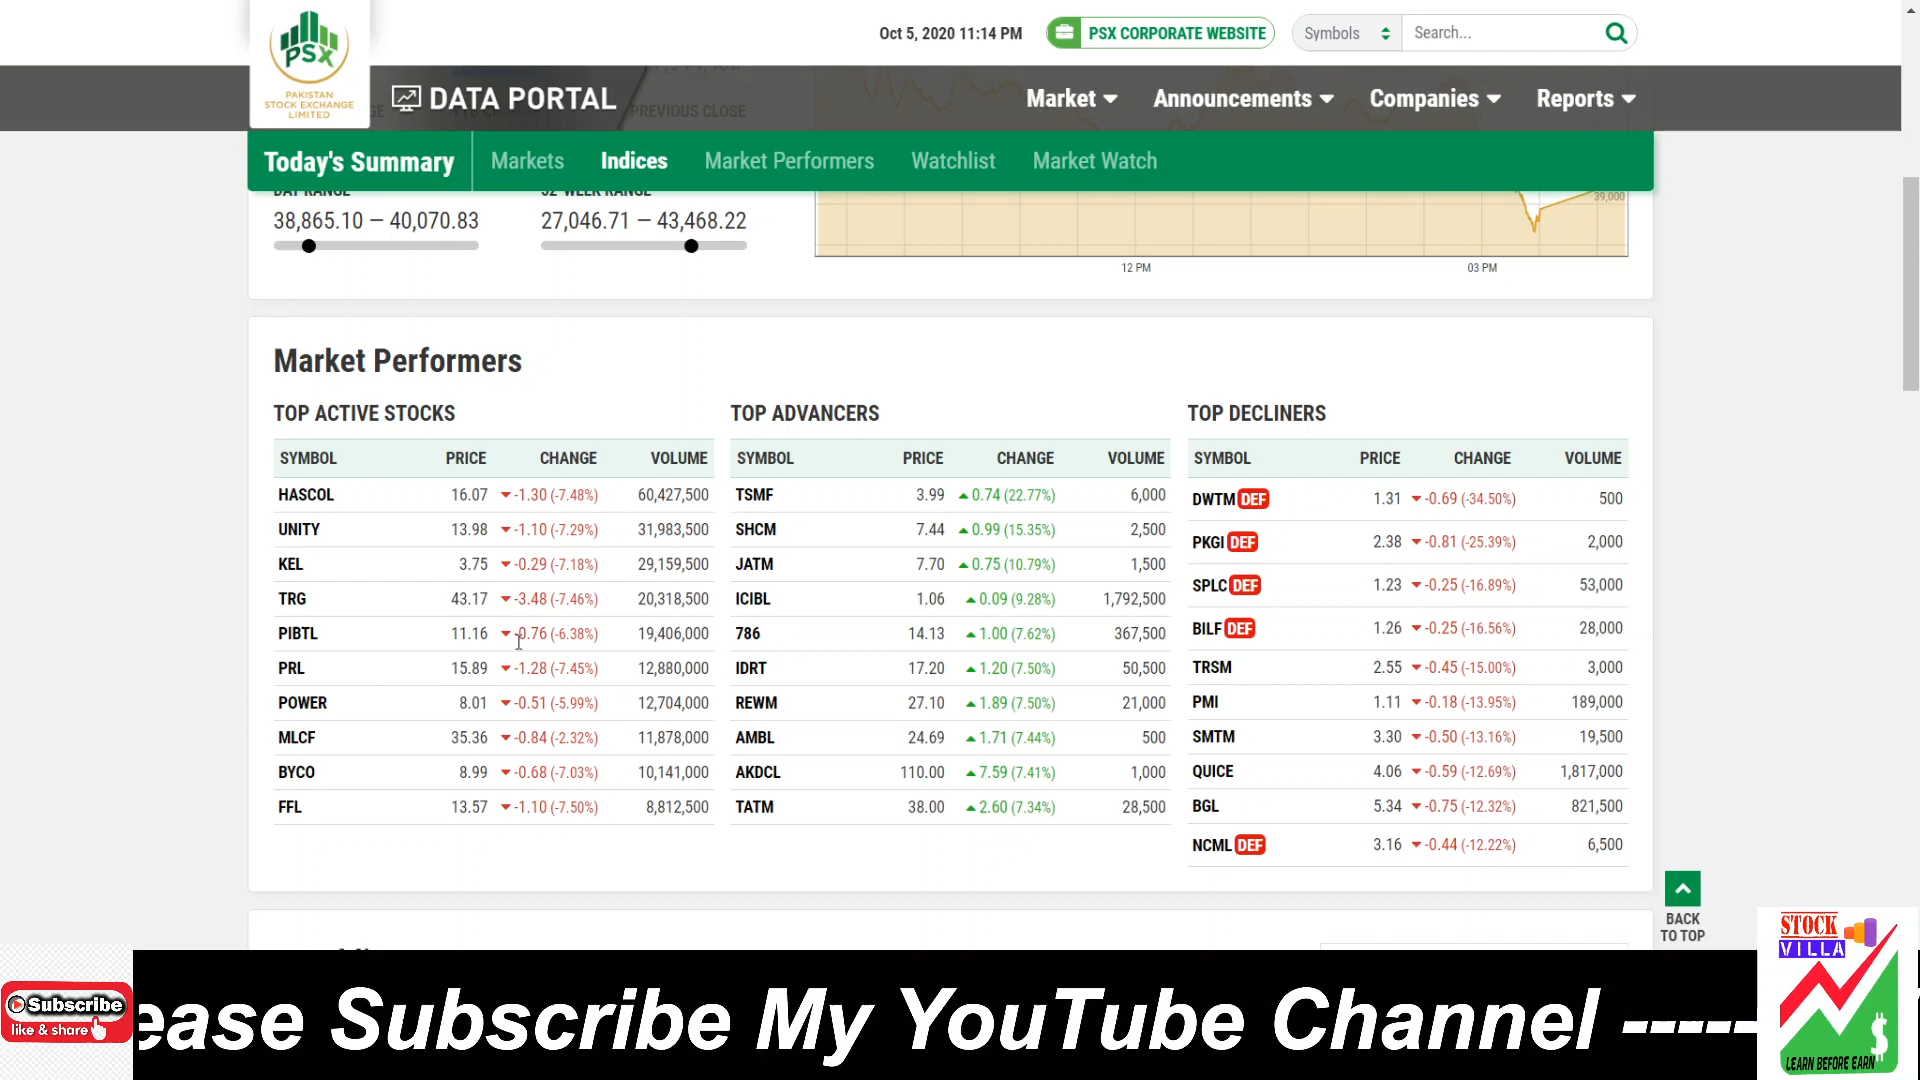 Oct 5, 2020 11:14 PM
PSX CORPORATE WEBSITE
Symbols
Search...
PSX
PAKISTAN
STOCK EXCHANGE
LIMITED
DATA PORTAL
Market
Announcements
Companies
Reports
PREVIOUS CLOSE
Today's Summary
Markets
Indices
Market Performers
Watchlist
Market Watch
DAY RANGE
52-WEEK RANGE
38,865.10 — 40,070.83
27,046.71 — 43,468.22
39,000
12 PM
03 PM
Market Performers
TOP ACTIVE STOCKS
SYMBOL PRICE CHANGE VOLUME
HASCOL 16.07 -1.30 (-7.48%) 60,427,500
UNITY 13.98 -1.10 (-7.29%) 31,983,500
KEL 3.75 -0.29 (-7.18%) 29,159,500
TRG 43.17 -3.48 (-7.46%) 20,318,500
PIBTL 11.16 -0.76 (-6.38%) 19,406,000
PRL 15.89 -1.28 (-7.45%) 12,880,000
POWER 8.01 -0.51 (-5.99%) 12,704,000
MLCF 35.36 -0.84 (-2.32%) 11,878,000
BYCO 8.99 -0.68 (-7.03%) 10,141,000
FFL 13.57 -1.10 (-7.50%) 8,812,500
TOP ADVANCERS
SYMBOL PRICE CHANGE VOLUME
TSMF 3.99 0.74 (22.77%) 6,000
SHCM 7.44 0.99 (15.35%) 2,500
JATM 7.70 0.75 (10.79%) 1,500
ICIBL 1.06 0.09 (9.28%) 1,792,500
786 14.13 1.00 (7.62%) 367,500
IDRT 17.20 1.20 (7.50%) 50,500
REWM 27.10 1.89 (7.50%) 21,000
AMBL 24.69 1.71 (7.44%) 500
AKDCL 110.00 7.59 (7.41%) 1,000
TATM 38.00 2.60 (7.34%) 28,500
TOP DECLINERS
SYMBOL PRICE CHANGE VOLUME
DWTM DEF 1.31 -0.69 (-34.50%) 500
PKGI DEF 2.38 -0.81 (-25.39%) 2,000
SPLC DEF 1.23 -0.25 (-16.89%) 53,000
BILF DEF 1.26 -0.25 (-16.56%) 28,000
TRSM 2.55 -0.45 (-15.00%) 3,000
PMI 1.11 -0.18 (-13.95%) 189,000
SMTM 3.30 -0.50 (-13.16%) 19,500
QUICE 4.06 -0.59 (-12.69%) 1,817,000
BGL 5.34 -0.75 (-12.32%) 821,500
NCML DEF 3.16 -0.44 (-12.22%) 6,500
BACK
TO TOP
Subscribe
like & share
ease Subscribe My YouTube Channel -----
STOCK
VILLA
$
LEARN BEFORE EARN